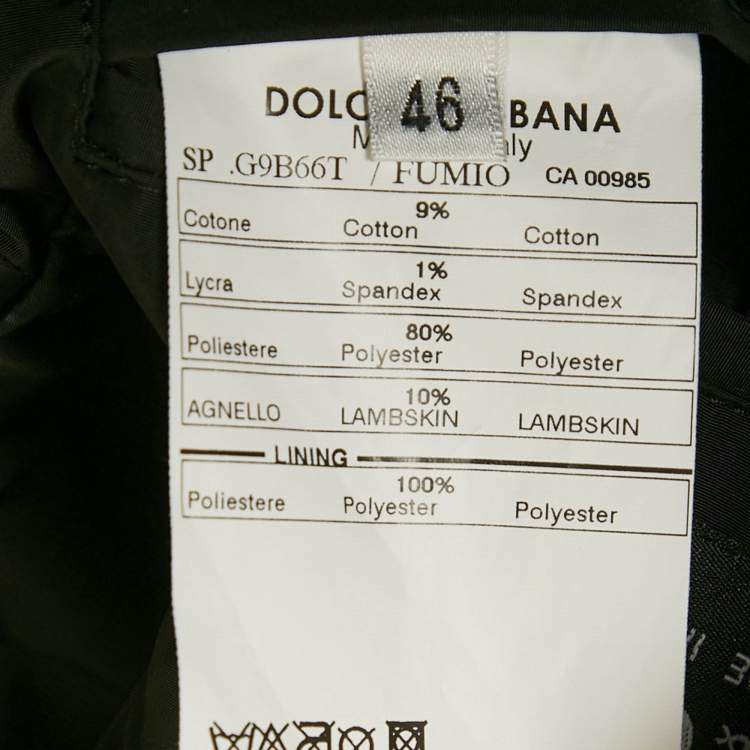 46
DOLC BANA
M ly
SP .G9B66T / FUMIO CA 00985
9%
Cotone Cotton Cotton
1%
Lycra Spandex Spandex
80%
Poliestere Polyester Polyester
10%
AGNELLO LAMBSKIN LAMBSKIN
LINING
100%
Poliestere Polyester Polyester